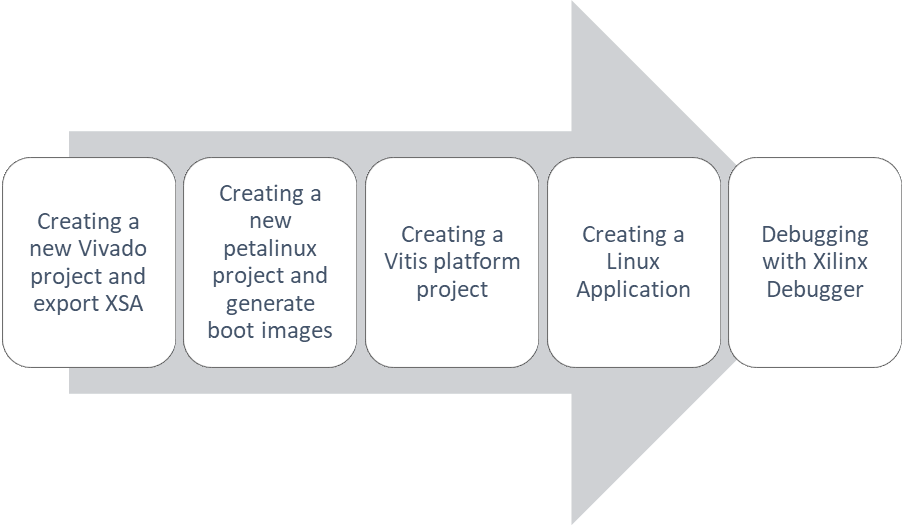 Creating a
new Vivado
project and
export XSA
Creating a
new
petalinux
project and
generate
boot images
Creating a
Vitis platform
project
Creating a
Linux
Application
Debugging
with Xilinx
Debugger